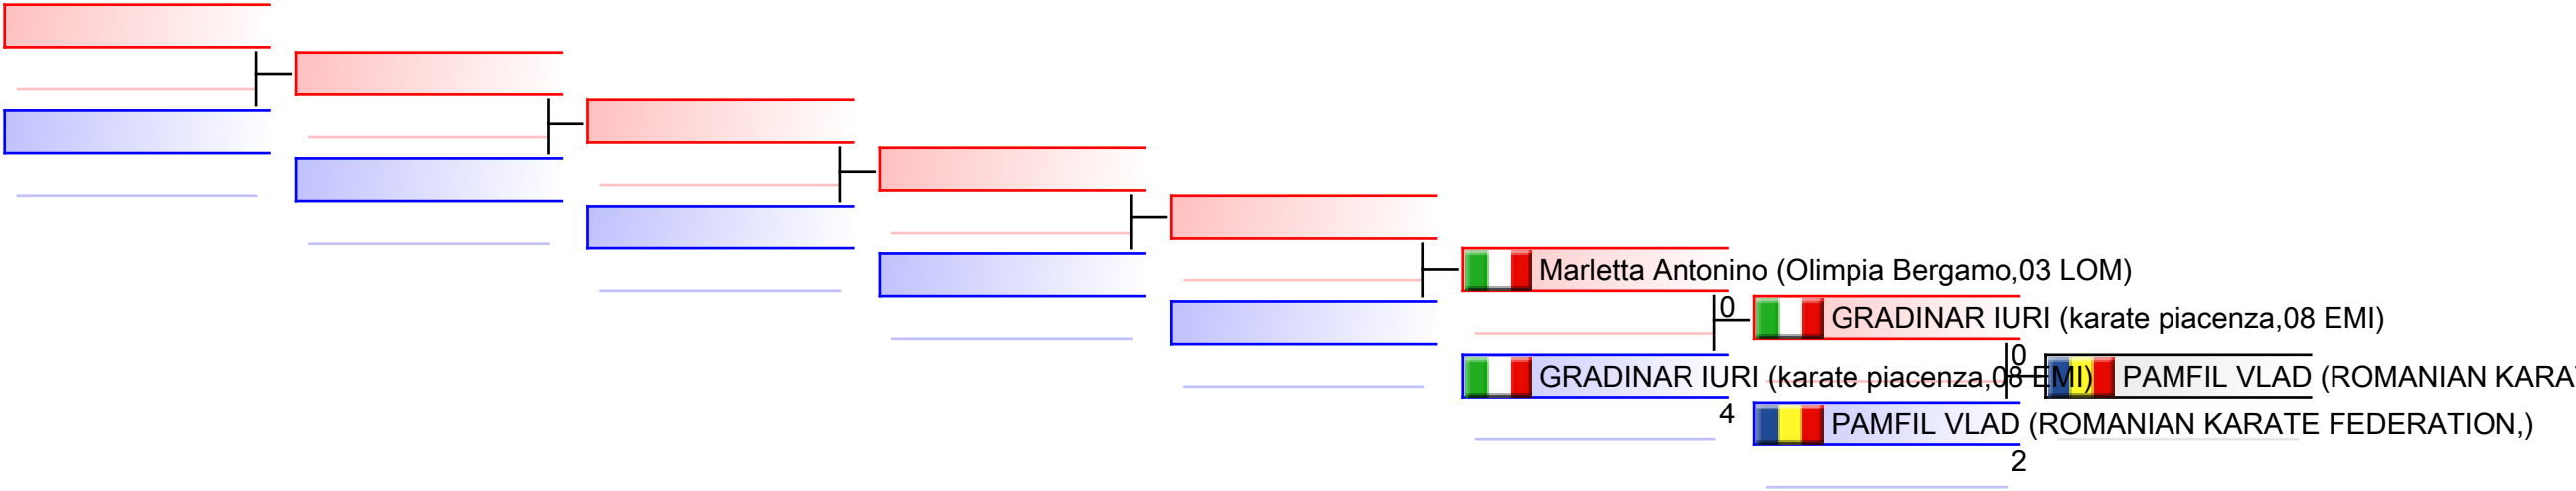 Marletta Antonino (Olimpia Bergamo,03 LOM)
0
GRADINAR IURI (karate piacenza,08 EMI)
0
GRADINAR IURI (karate piacenza,08 EMI)
PAMFIL VLAD (ROMANIAN KARA
4
PAMFIL VLAD (ROMANIAN KARATE FEDERATION,)
2